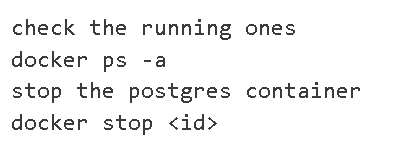 check the running ones
docker ps -a
stop the postgres container
docker stop <id>